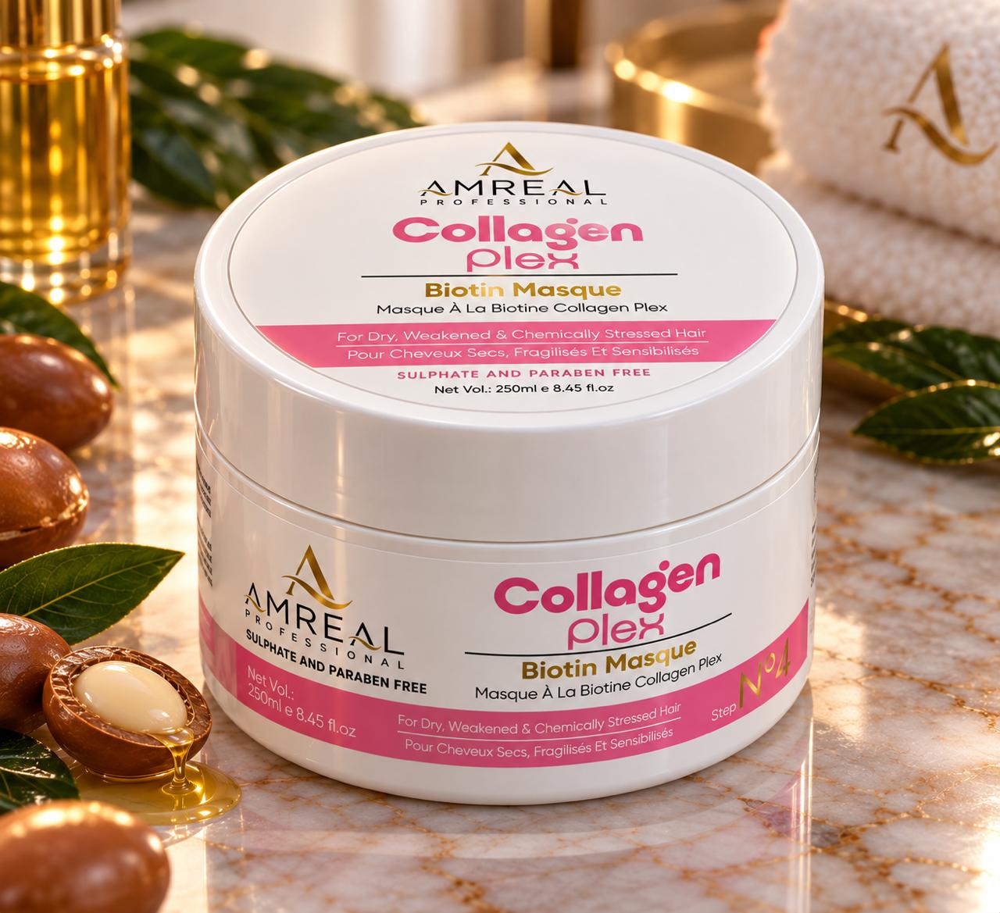 AMREAL
PROFESSIONAL
Collagen
plex
Biotin Masque
Masque À La Biotine Collagen Plex
For Dry, Weakened & Chemically Stressed Hair
Pour Cheveux Secs, Fragilisés Et Sensibilisés
SULPHATE AND PARABEN FREE
Net Vol.: 250ml e 8.45 fl.oz
AMREAL
PROFESSIONAL
SULPHATE AND PARABEN FREE
Net Vol.:
250ml e 8.45 fl.oz
Collagen
plex
Biotin Masque
Masque À La Biotine Collagen Plex
For Dry, Weakened & Chemically Stressed Hair
Pour Cheveux Secs, Fragilisés Et Sensibilisés
Step Nº4